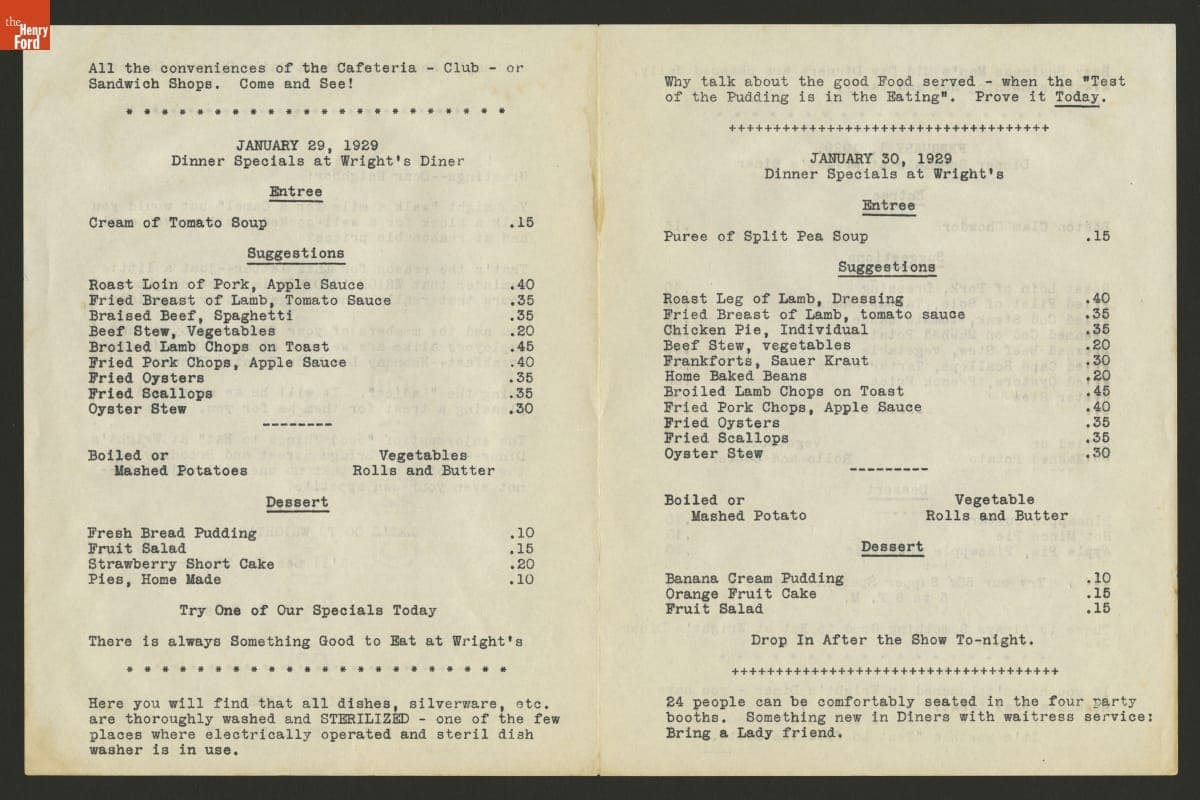 the
Henry
Ford
All the conveniences of the Cafeteria - Club - or
Sandwich Shops. Come and See!
* * * * * * * * * * * * * * * * * * * * * *
JANUARY 29, 1929
Dinner Specials at Wright's Diner
Entree
Cream of Tomato Soup .15
Suggestions
Roast Loin of Pork, Apple Sauce .40
Fried Breast of Lamb, Tomato Sauce .35
Braised Beef, Spaghetti .35
Beef Stew, Vegetables .20
Broiled Lamb Chops on Toast .45
Fried Pork Chops, Apple Sauce .40
Fried Oysters .35
Fried Scallops .35
Oyster Stew .30
--------
Boiled or Vegetables
Mashed Potatoes Rolls and Butter
Dessert
Fresh Bread Pudding .10
Fruit Salad .15
Strawberry Short Cake .20
Pies, Home Made .10
Try One of Our Specials Today
There is always Something Good to Eat at Wright's
* * * * * * * * * * * * * * * * * * * * * *
Here you will find that all dishes, silverware, etc.
are thoroughly washed and STERILIZED - one of the few
places where electrically operated and steril dish
washer is in use.
Why talk about the good Food served - when the "Test
of the Pudding is in the Eating". Prove it Today.
++++++++++++++++++++++++++++++++++++
JANUARY 30, 1929
Dinner Specials at Wright's
Entree
Puree of Split Pea Soup .15
Suggestions
Roast Leg of Lamb, Dressing .40
Fried Breast of Lamb, tomato sauce .35
Chicken Pie, Individual .35
Beef Stew, vegetables .20
Frankforts, Sauer Kraut .30
Home Baked Beans .20
Broiled Lamb Chops on Toast .45
Fried Pork Chops, Apple Sauce .40
Fried Oysters .35
Fried Scallops .35
Oyster Stew .30
---------
Boiled or Vegetable
Mashed Potato Rolls and Butter
Dessert
Banana Cream Pudding .10
Orange Fruit Cake .15
Fruit Salad .15
Drop In After the Show To-night.
+++++++++++++++++++++++++++++++++++++
24 people can be comfortably seated in the four party
booths. Something new in Diners with waitress service:
Bring a Lady friend.